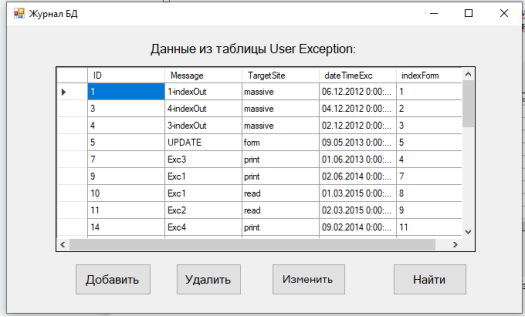 Журнал БД
Данные из таблицы User Exception:
ID Message TargetSite dateTimeExc indexForm
1 1-indexOut massive 06.12.2012 0:00:... 1
3 4-indexOut massive 04.12.2012 0:00:... 2
4 3-indexOut massive 02.12.2012 0:00:... 3
5 UPDATE form 09.05.2013 0:00:... 5
7 Exc3 print 01.06.2013 0:00:... 4
9 Exc1 print 02.06.2014 0:00:... 7
10 Exc1 read 01.03.2015 0:00:... 8
11 Exc2 read 02.03.2015 0:00:... 9
14 Exc4 print 09.02.2014 0:00:... 11
Добавить Удалить Изменить Найти